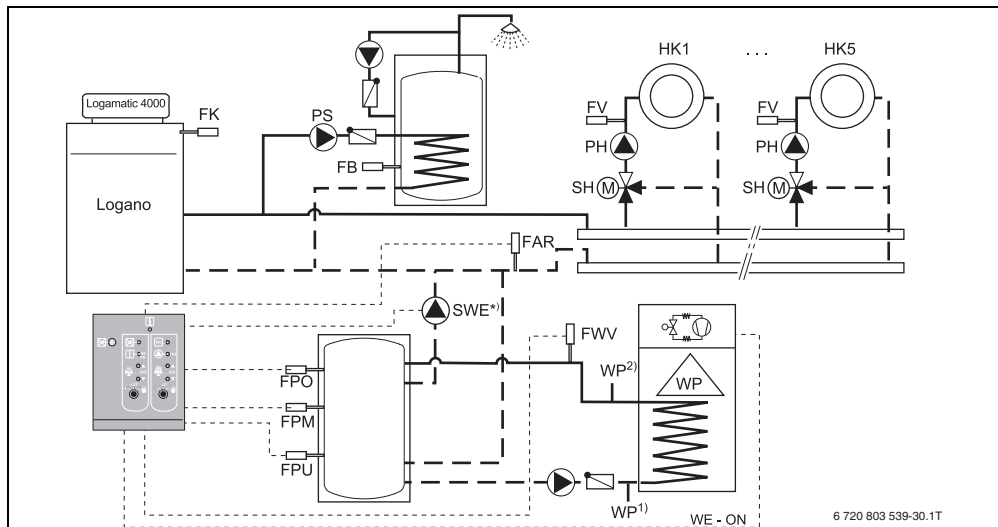 HK1 ... HK5
Logamatic 4000
FK
PS
FV
FV
PH
PH
FB
SH M
SH M
Logano
FAR
SWE*)
FWV
FPO
WP2)
WP
FPM
FPU
WP1)
WE - ON
6 720 803 539-30.1T